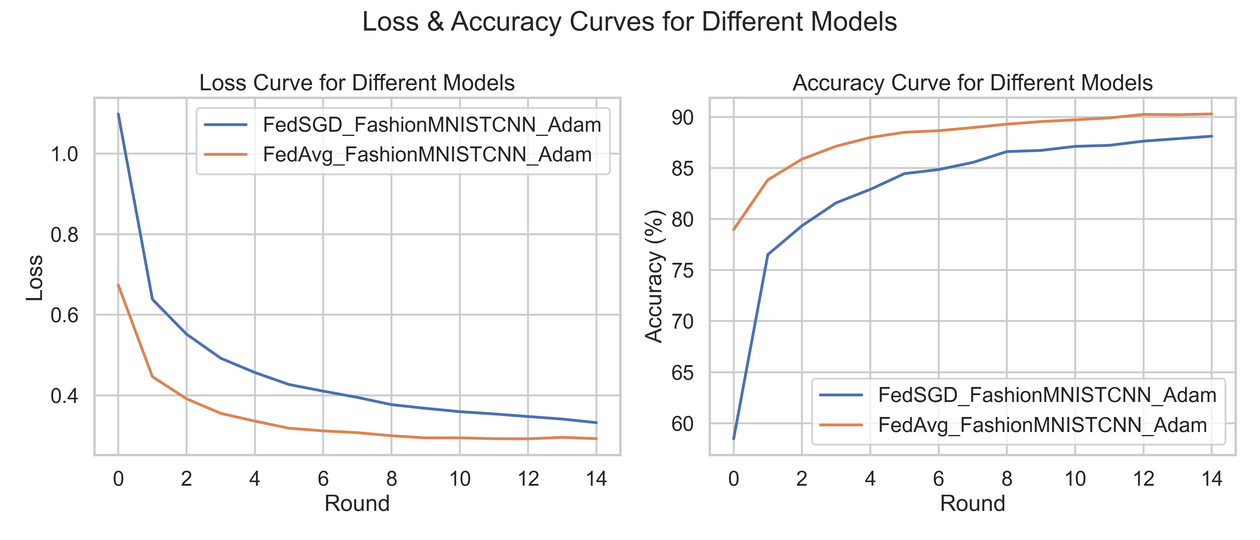 Loss & Accuracy Curves for Different Models
Loss Curve for Different Models
FedSGD_FashionMNISTCNN_Adam
FedAvg_FashionMNISTCNN_Adam
1.0
0.8
0.6
0.4
Loss
0 2 4 6 8 10 12 14
Round
Accuracy Curve for Different Models
90
85
80
75
70
65
60
Accuracy (%)
FedSGD_FashionMNISTCNN_Adam
FedAvg_FashionMNISTCNN_Adam
0 2 4 6 8 10 12 14
Round